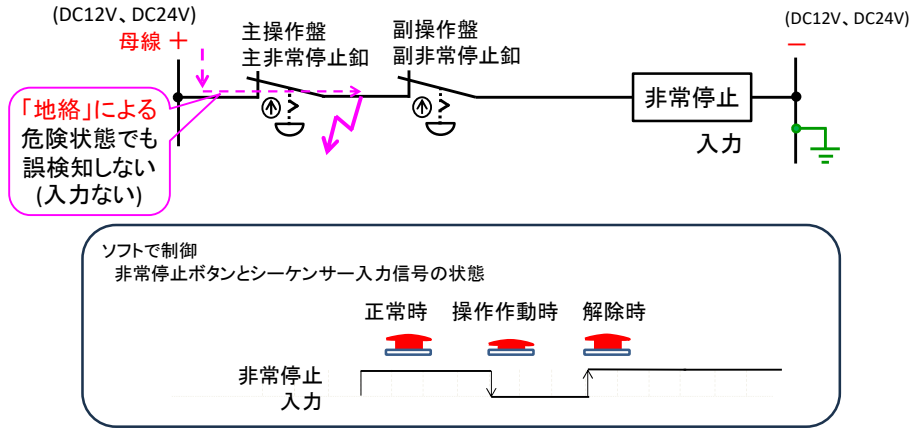 (DC12V、DC24V)
母線 ＋
主操作盤
主非常停止釦
副操作盤
副非常停止釦
(DC12V、DC24V)
－
「地絡」による
危険状態でも
誤検知しない
(入力ない)
非常停止
入力
ソフトで制御
非常停止ボタンとシーケンサー入力信号の状態
正常時 操作作動時 解除時
非常停止
入力